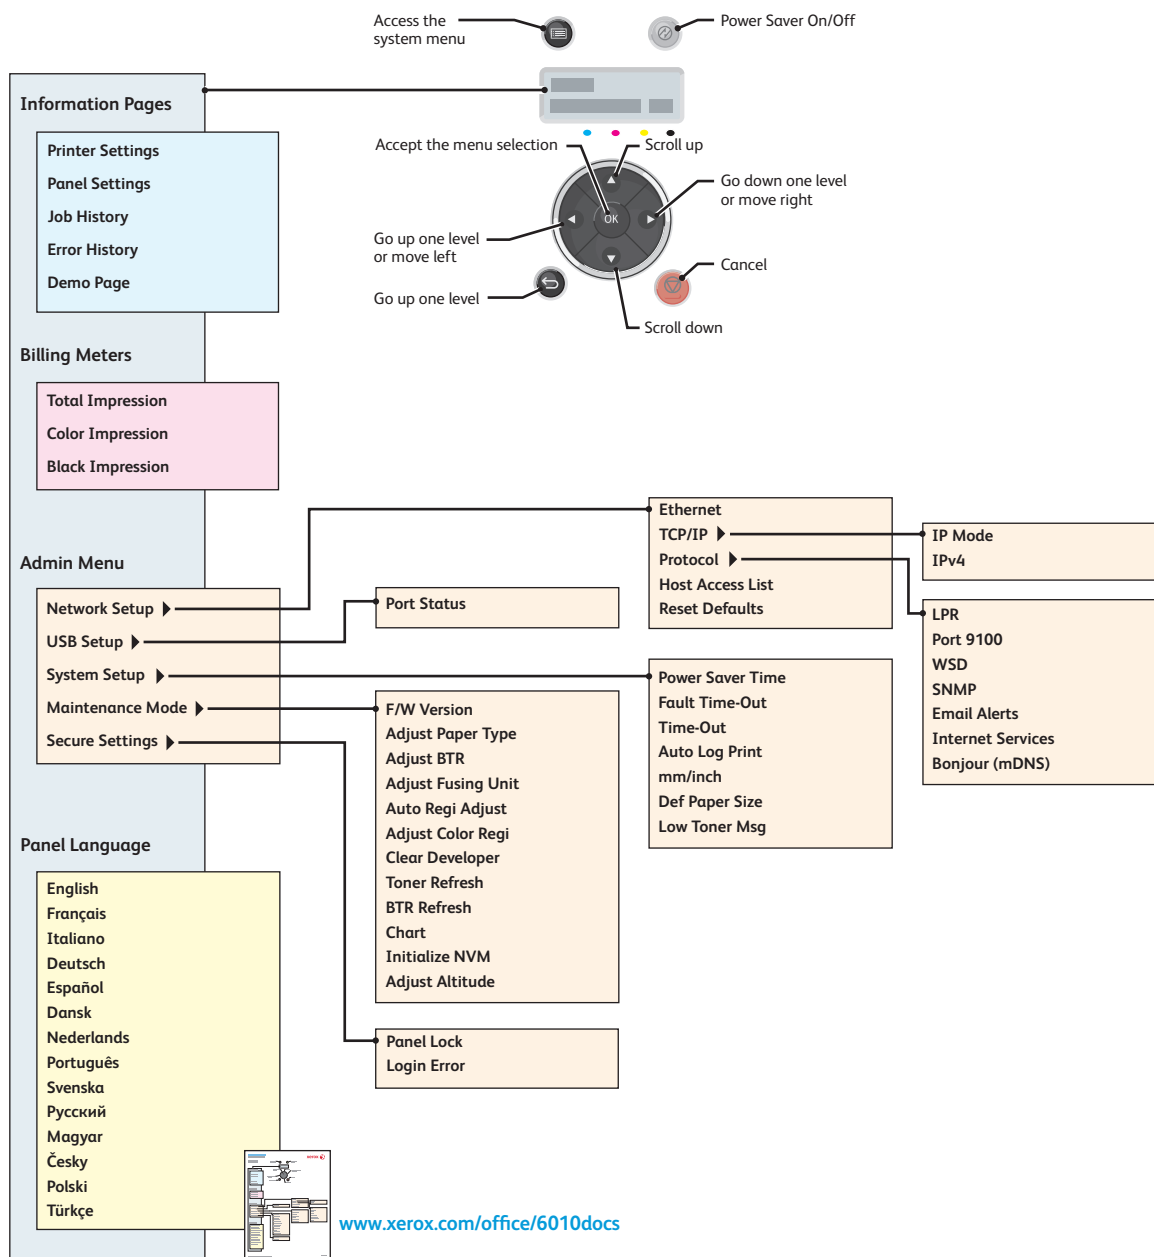 Access the
system menu
Power Saver On/Off
Accept the menu selection
Scroll up
Go down one level
or move right
OK
Go up one level
or move left
Cancel
Go up one level
Scroll down
Information Pages
Printer Settings
Panel Settings
Job History
Error History
Demo Page
Billing Meters
Total Impression
Color Impression
Black Impression
Admin Menu
Network Setup
USB Setup
System Setup
Maintenance Mode
Secure Settings
Ethernet
TCP/IP
Protocol
Host Access List
Reset Defaults
IP Mode
IPv4
LPR
Port 9100
WSD
SNMP
Email Alerts
Internet Services
Bonjour (mDNS)
Port Status
Power Saver Time
Fault Time-Out
Time-Out
Auto Log Print
mm/inch
Def Paper Size
Low Toner Msg
F/W Version
Adjust Paper Type
Adjust BTR
Adjust Fusing Unit
Auto Regi Adjust
Adjust Color Regi
Clear Developer
Toner Refresh
BTR Refresh
Chart
Initialize NVM
Adjust Altitude
Panel Lock
Login Error
Panel Language
English
Français
Italiano
Deutsch
Español
Dansk
Nederlands
Português
Svenska
Русский
Magyar
Česky
Polski
Türkçe
xerox
www.xerox.com/office/6010docs